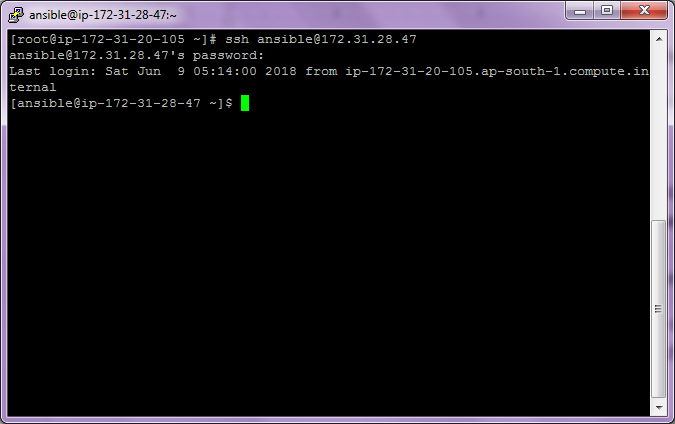 ansible@ip-172-31-28-47:~
[root@ip-172-31-20-105 ~]# ssh ansible@172.31.28.47
ansible@172.31.28.47's password:
Last login: Sat Jun  9 05:14:00 2018 from ip-172-31-20-105.ap-south-1.compute.in
ternal
[ansible@ip-172-31-28-47 ~]$